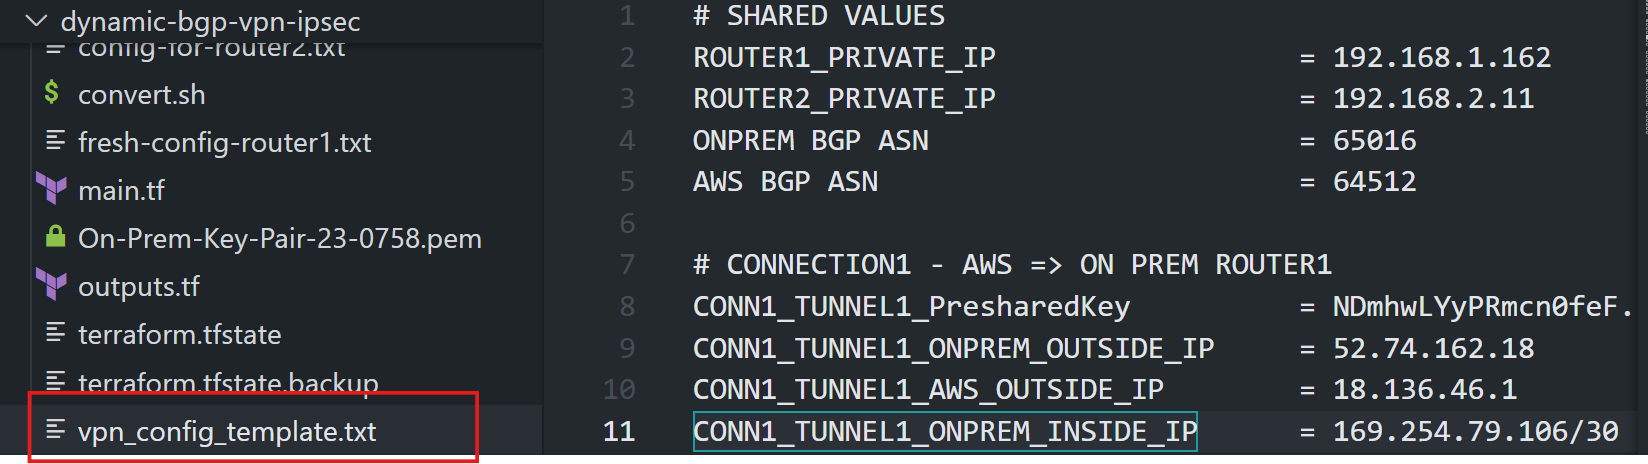 dynamic-bgp-vpn-ipsec
config-for-router2.txt
convert.sh
fresh-config-router1.txt
main.tf
On-Prem-Key-Pair-23-0758.pem
outputs.tf
terraform.tfstate
terraform.tfstate.backup
vpn_config_template.txt
1 # SHARED VALUES
2 ROUTER1_PRIVATE_IP = 192.168.1.162
3 ROUTER2_PRIVATE_IP = 192.168.2.11
4 ONPREM BGP ASN = 65016
5 AWS BGP ASN = 64512
6
7 # CONNECTION1 - AWS => ON PREM ROUTER1
8 CONN1_TUNNEL1_PresharedKey = NDmhwLYyPRmcn0feF.
9 CONN1_TUNNEL1_ONPREM_OUTSIDE_IP = 52.74.162.18
10 CONN1_TUNNEL1_AWS_OUTSIDE_IP = 18.136.46.1
11 CONN1_TUNNEL1_ONPREM_INSIDE_IP = 169.254.79.106/30